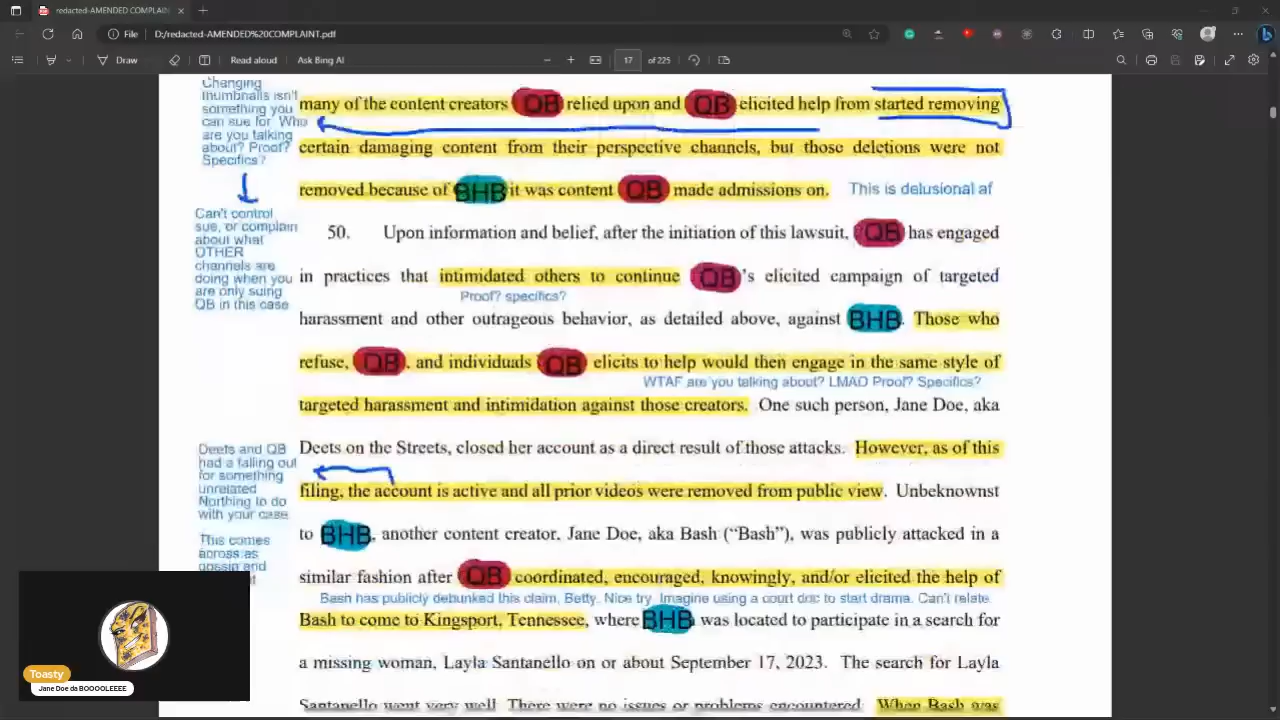 redacted-AMENDED COMPLAINT.p
File
D:/redacted-AMENDED%20COMPLAINT.pdf
Draw
Read aloud
Ask Bing AI
17
of 225
Changing
thumbnails isn't
something you
can sue for. Who
are you talking
about? Proof?
Specifics?
Can't control
sue, or complain
about what
OTHER
channels are
doing when you
are only suing
QB in this case
many of the content creators QB relied upon and QB elicited help from started removing
certain damaging content from their perspective channels, but those deletions were not
removed because of BHB it was content QB made admissions on. This is delusional af
50. Upon information and belief, after the initiation of this lawsuit, QB has engaged
in practices that intimidated others to continue QB's elicited campaign of targeted
Proof? specifics?
harassment and other outrageous behavior, as detailed above, against BHB. Those who
refuse, QB, and individuals QB elicits to help would then engage in the same style of
WTAF are you talking about? LMAO Proof? Specifics?
targeted harassment and intimidation against those creators. One such person, Jane Doe, aka
Deets on the Streets, closed her account as a direct result of those attacks. However, as of this
filing, the account is active and all prior videos were removed from public view. Unbeknownst
to BHB, another content creator, Jane Doe, aka Bash (“Bash”), was publicly attacked in a
similar fashion after QB coordinated, encouraged, knowingly, and/or elicited the help of
Bash has publicly debunked this claim, Betty. Nice try. Imagine using a court doc to start drama. Can't relate.
Bash to come to Kingsport, Tennessee, where BHB was located to participate in a search for
a missing woman, Layla Santanello on or about September 17, 2023. The search for Layla
Santanello went very well. There were no issues or problems encountered. When Bash was
Deets and QB
had a falling out
for something
unrelated
Northing to do
with your case
This comes
across as
gossip and
Toasty
Jane Doe da BOOOOLEEEE